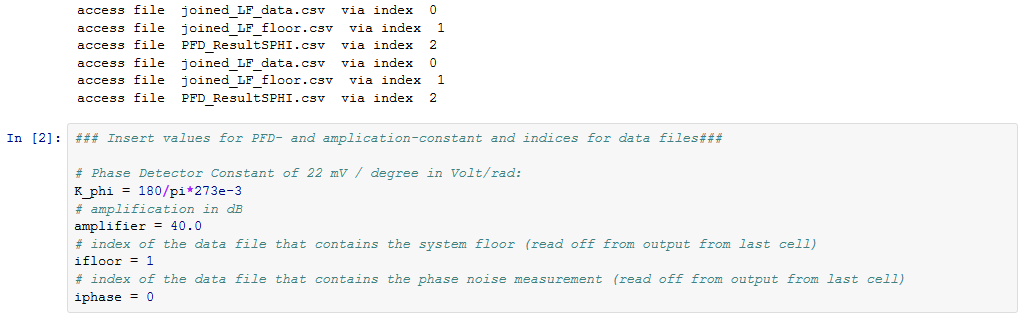 access file  joined_LF_data.csv  via index  0
access file  joined_LF_floor.csv  via index  1
access file  PFD_ResultSPHI.csv  via index  2
access file  joined_LF_data.csv  via index  0
access file  joined_LF_floor.csv  via index  1
access file  PFD_ResultSPHI.csv  via index  2
In [2]: ### Insert values for PFD- and amplication-constant and indices for data files###
# Phase Detector Constant of 22 mV / degree in Volt/rad:
K_phi = 180/pi*273e-3
# amplification in dB
amplifier = 40.0
# index of the data file that contains the system floor (read off from output from last cell)
ifloor = 1
# index of the data file that contains the phase noise measurement (read off from output from last cell)
iphase = 0